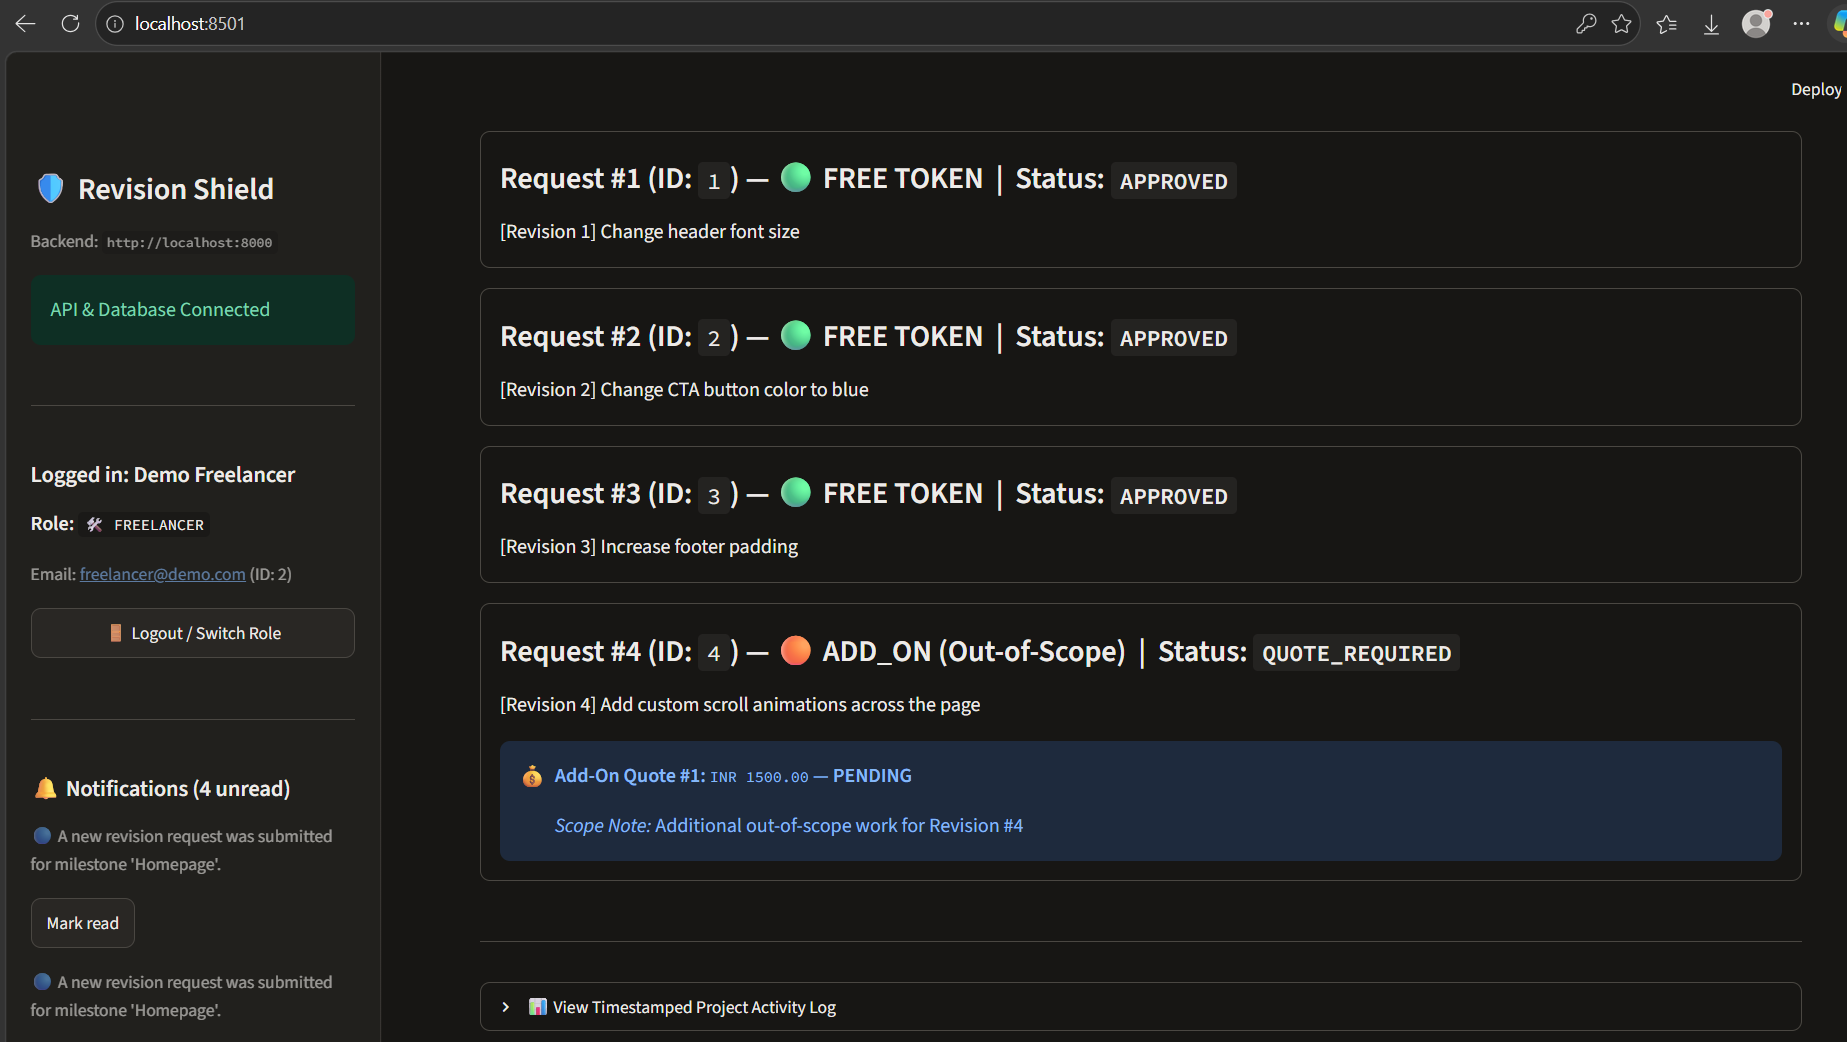 localhost:8501
Deploy
🛡️ Revision Shield
Backend: http://localhost:8000
API & Database Connected
Logged in: Demo Freelancer
Role: 🛠️ FREELANCER
Email: freelancer@demo.com (ID: 2)
🚪 Logout / Switch Role
🔔 Notifications (4 unread)
🔵 A new revision request was submitted
for milestone 'Homepage'.
Mark read
🔵 A new revision request was submitted
for milestone 'Homepage'.
Request #1 (ID: 1 ) — 🟢 FREE TOKEN | Status: APPROVED
[Revision 1] Change header font size
Request #2 (ID: 2 ) — 🟢 FREE TOKEN | Status: APPROVED
[Revision 2] Change CTA button color to blue
Request #3 (ID: 3 ) — 🟢 FREE TOKEN | Status: APPROVED
[Revision 3] Increase footer padding
Request #4 (ID: 4 ) — 🔴 ADD_ON (Out-of-Scope) | Status: QUOTE_REQUIRED
[Revision 4] Add custom scroll animations across the page
💰 Add-On Quote #1: INR 1500.00 — PENDING
Scope Note: Additional out-of-scope work for Revision #4
📊 View Timestamped Project Activity Log